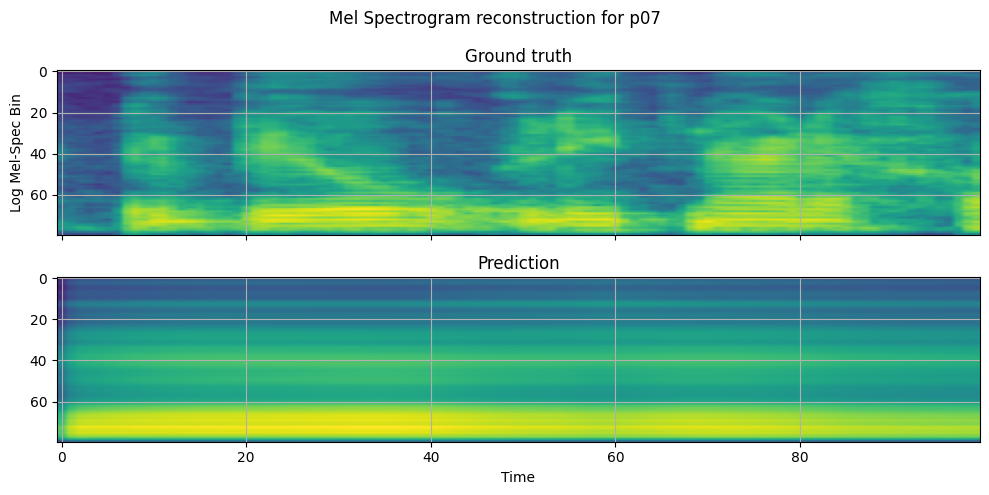 Mel Spectrogram reconstruction for p07
Ground truth
0
20
40
60
Log Mel-Spec Bin
Prediction
0
20
40
60
0 20 40 60 80
Time